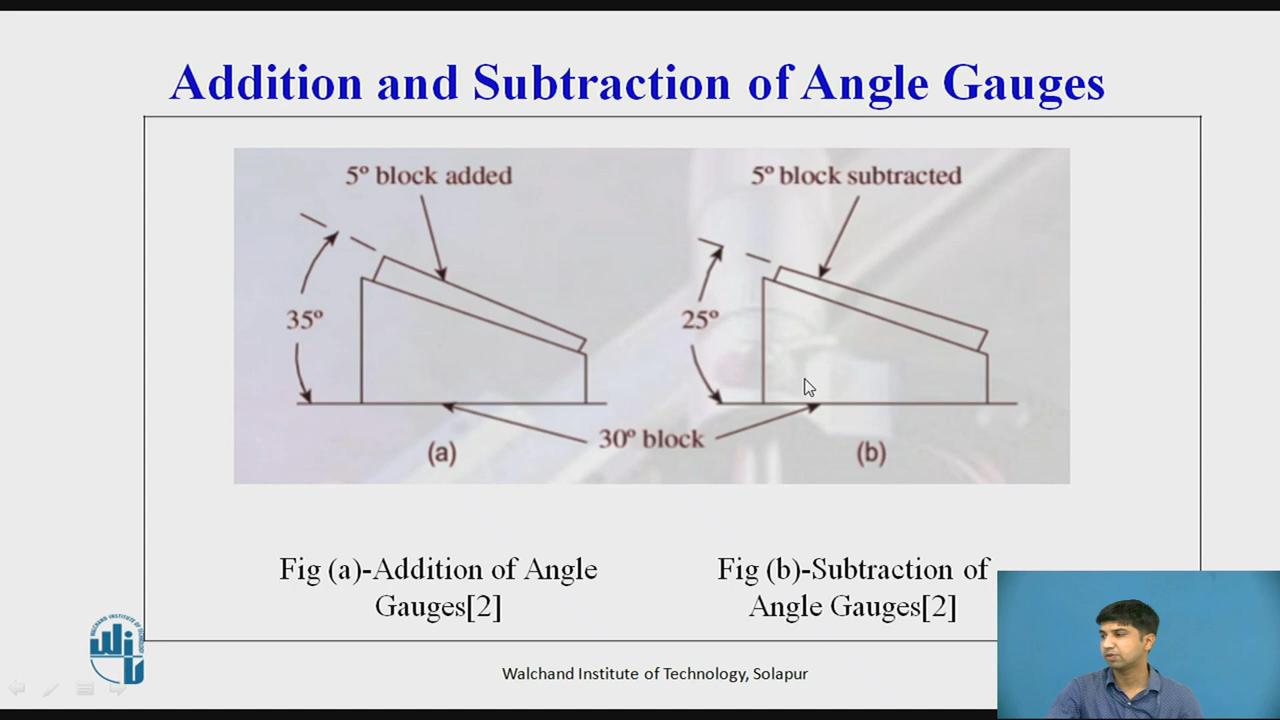 Addition and Subtraction of Angle Gauges
5º block added
5º block subtracted
35º
25º
30º block
(a)
(b)
Fig (a)-Addition of Angle
Gauges[2]
Fig (b)-Subtraction of
Angle Gauges[2]
Walchand Institute of Technology, Solapur